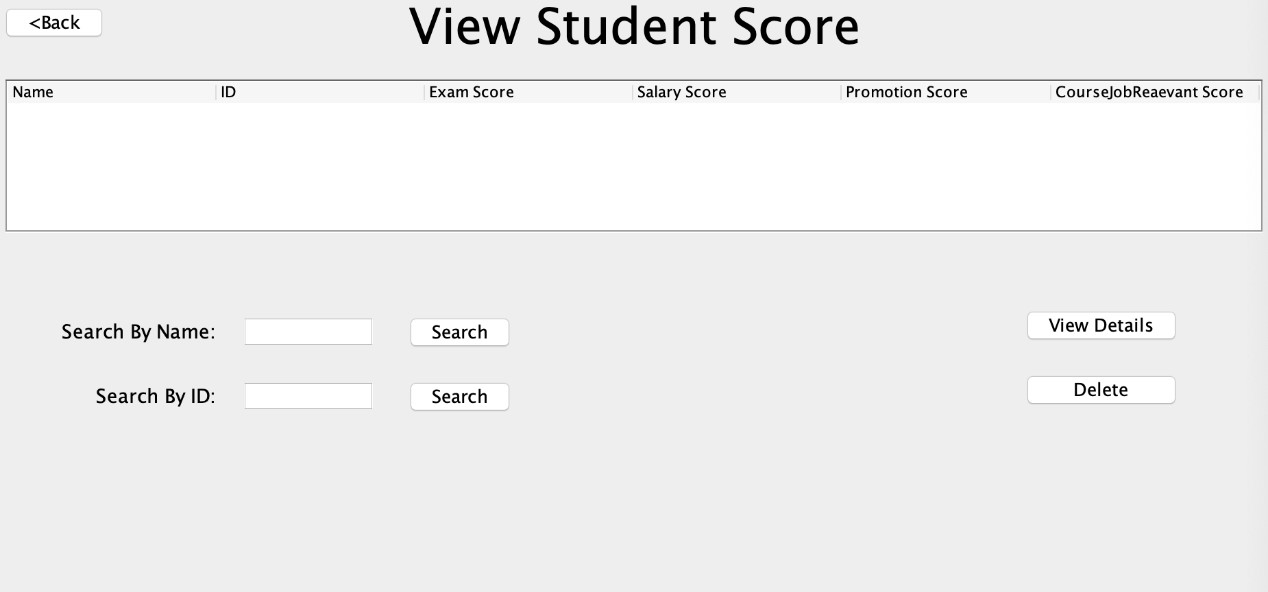 <Back
View Student Score
Name ID Exam Score Salary Score Promotion Score CourseJobReaevant Score
Search By Name: Search View Details
Search By ID: Search Delete